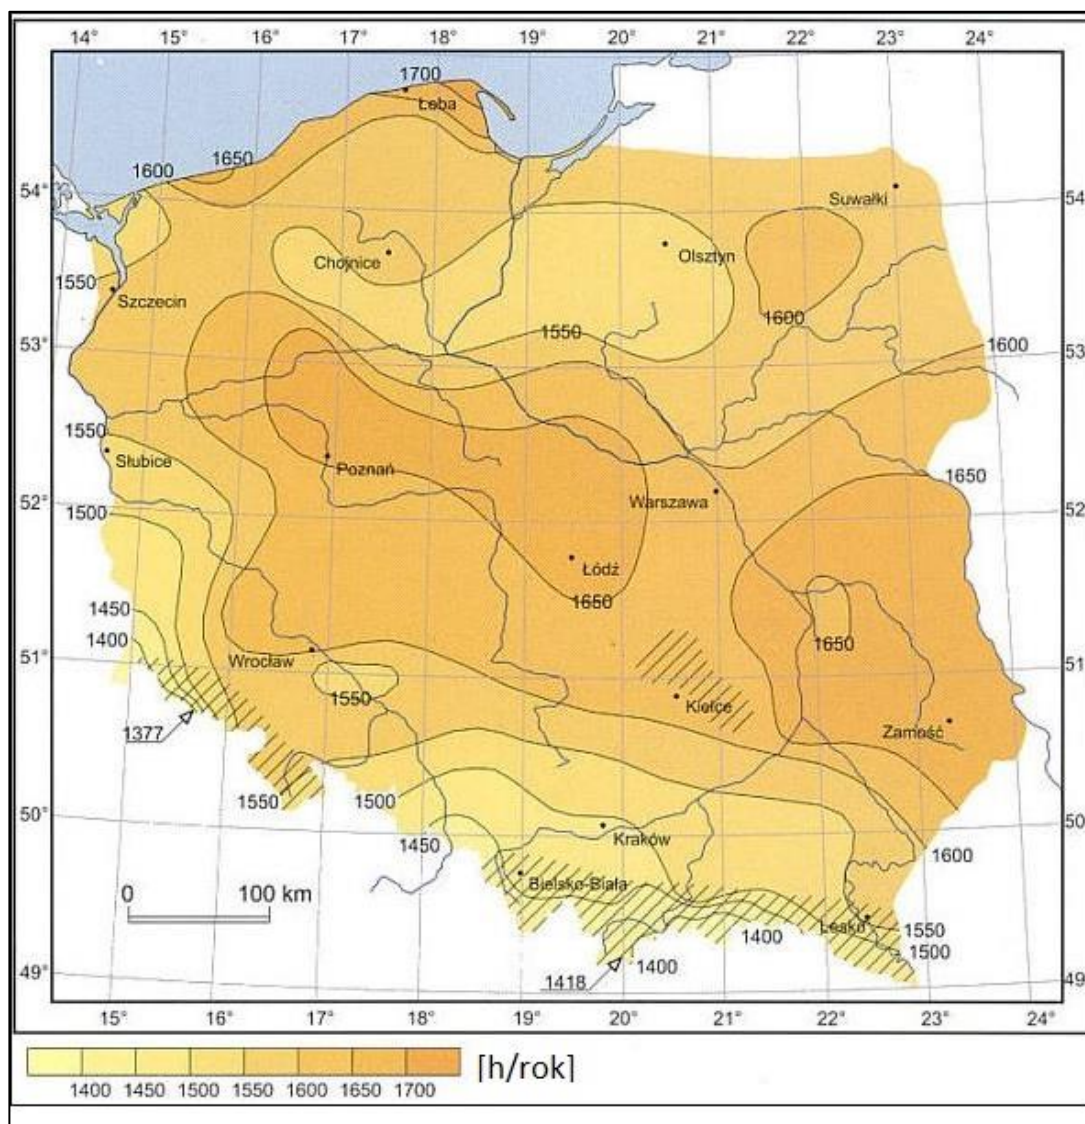 14° 15° 16° 17° 18° 19° 20° 21° 22° 23° 24°
1700
Łeba
1600
1650
54°
54
Suwałki
Chojnice
Olsztyn
1550
Szczecin
1550
1600
1600
53°
53
1550
Słubice
Poznań
1650
Warszawa
52°
52
1500
Łódź
1650
1450
1400
1650
51°
51
Wrocław
1550
Kielce
Zamość
1377
1550
1500
50°
50
1450
Kraków
1600
0 100 km
Bielsko-Biała
Lesko
1550
1400
1500
1400
1418
49°
49
15° 16° 17° 18° 19° 20° 21° 22° 23° 24°
[h/rok]
1400 1450 1500 1550 1600 1650 1700